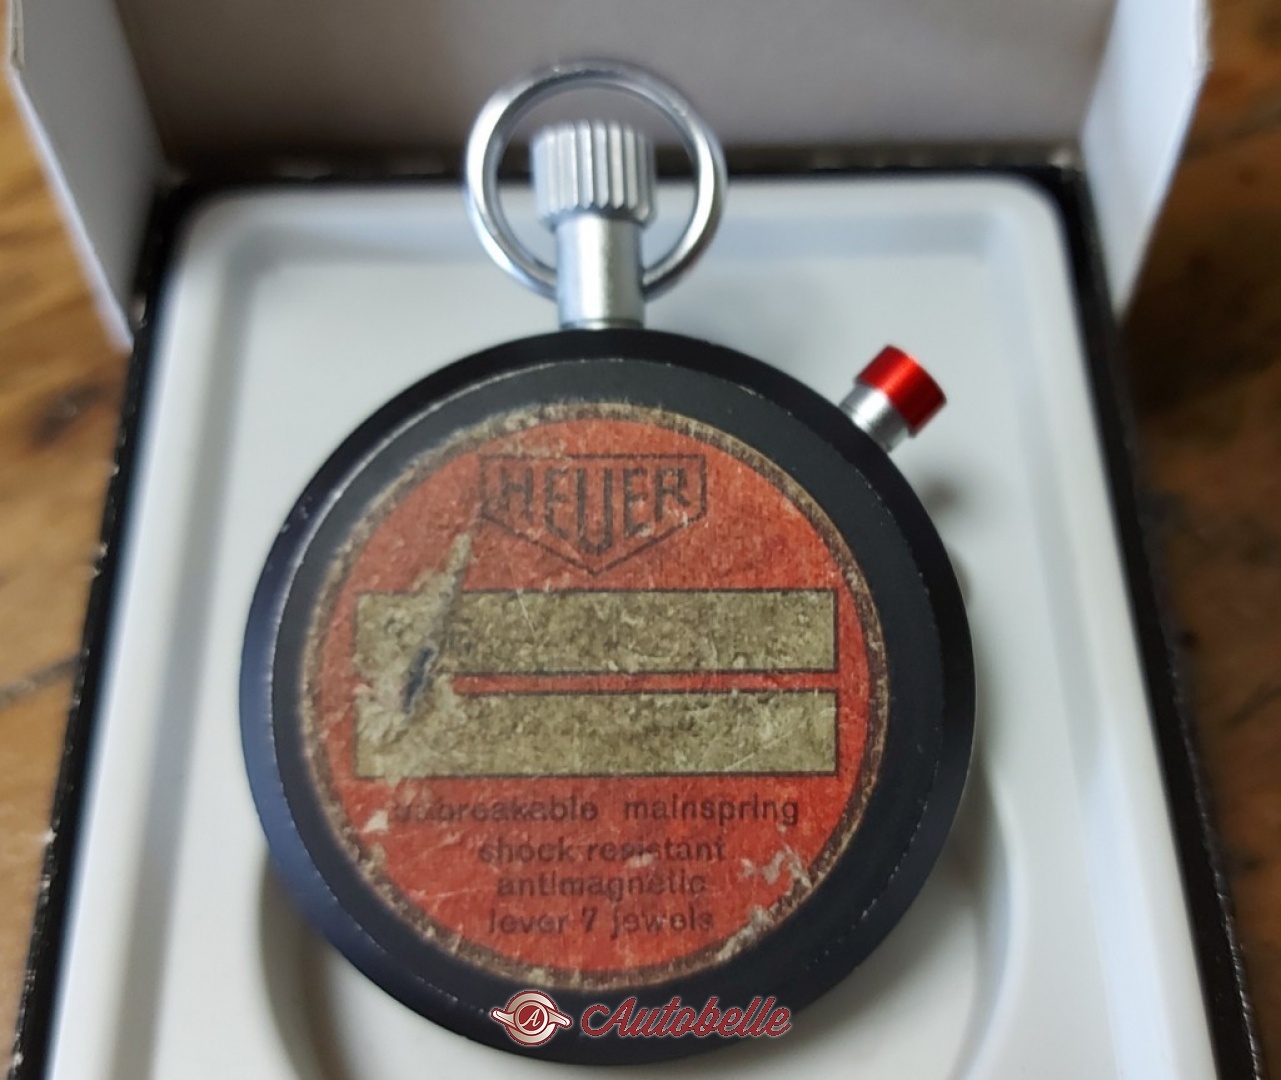 HEUER
unbreakable mainspring
shock resistant
antimagnetic
lever 7 jewels
Autobelle